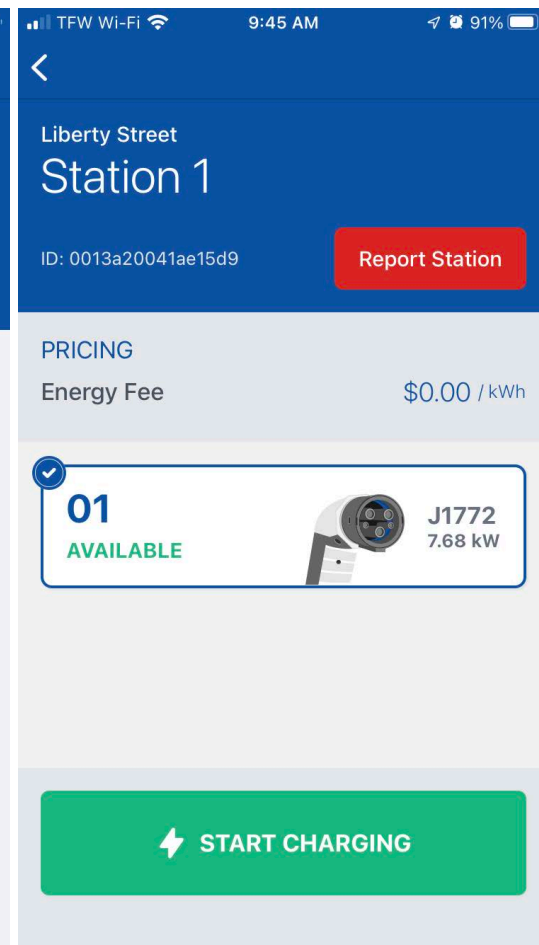 TFW Wi-Fi 9:45 AM 91%
Liberty Street
Station 1
ID: 0013a20041ae15d9
Report Station
PRICING
Energy Fee $0.00 / kWh
01
AVAILABLE
J1772
7.68 kW
START CHARGING